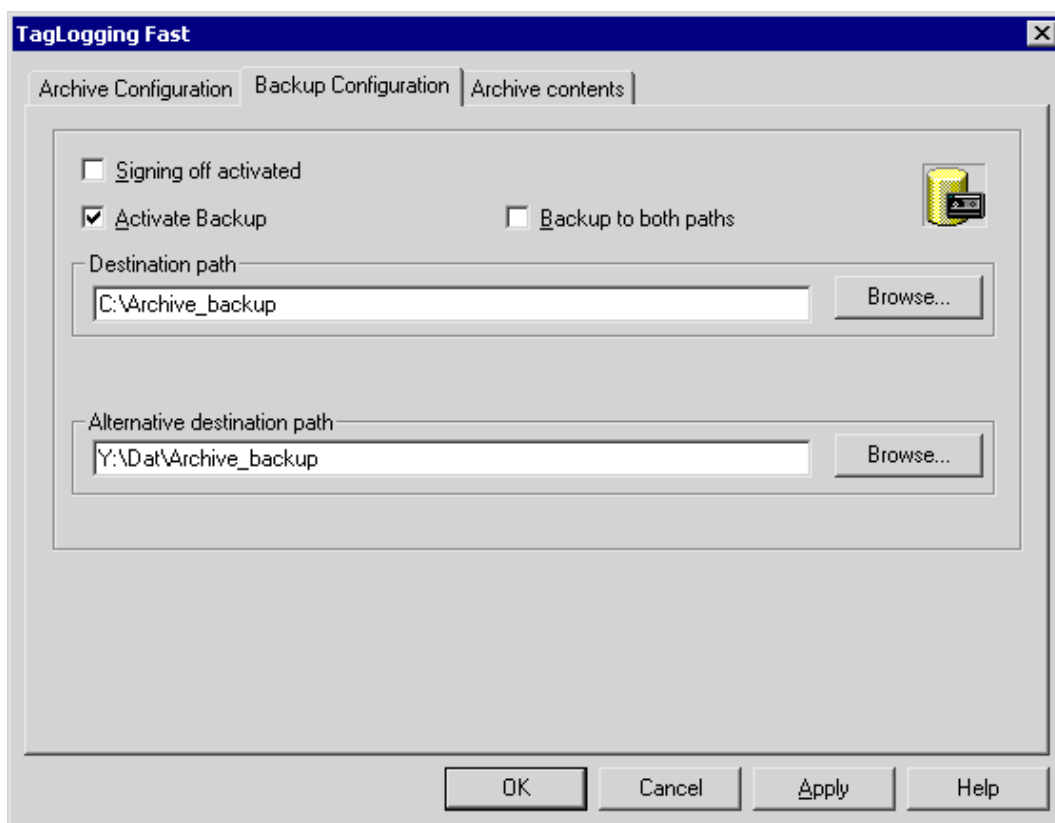 TagLogging Fast
Archive Configuration Backup Configuration Archive contents
Signing off activated
Activate Backup Backup to both paths
Destination path
C:\Archive_backup Browse...
Alternative destination path
Y:\Dat\Archive_backup Browse...
OK Cancel Apply Help